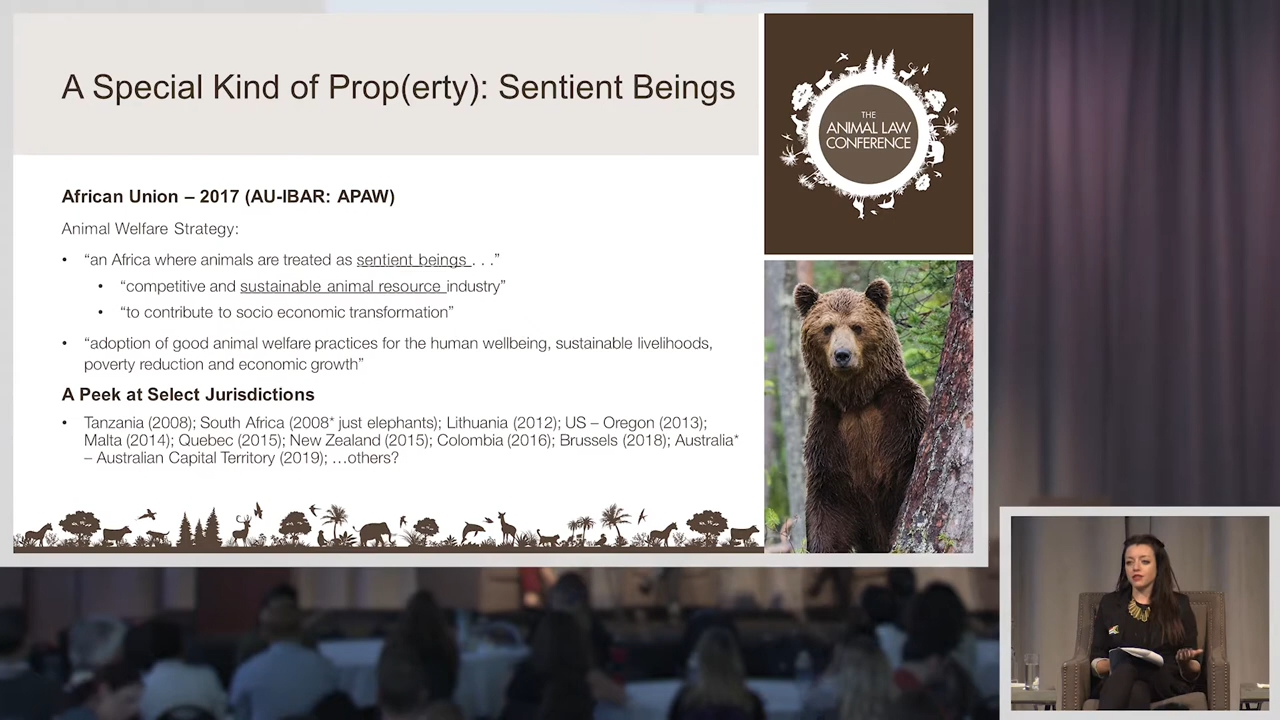 A Special Kind of Prop(erty): Sentient Beings
THE
ANIMAL LAW
CONFERENCE
African Union – 2017 (AU-IBAR: APAW)
Animal Welfare Strategy:
• “an Africa where animals are treated as sentient beings . . .”
• “competitive and sustainable animal resource industry”
• “to contribute to socio economic transformation”
• “adoption of good animal welfare practices for the human wellbeing, sustainable livelihoods,
poverty reduction and economic growth”
A Peek at Select Jurisdictions
• Tanzania (2008); South Africa (2008* just elephants); Lithuania (2012); US – Oregon (2013);
Malta (2014); Quebec (2015); New Zealand (2015); Colombia (2016); Brussels (2018); Australia*
– Australian Capital Territory (2019); …others?